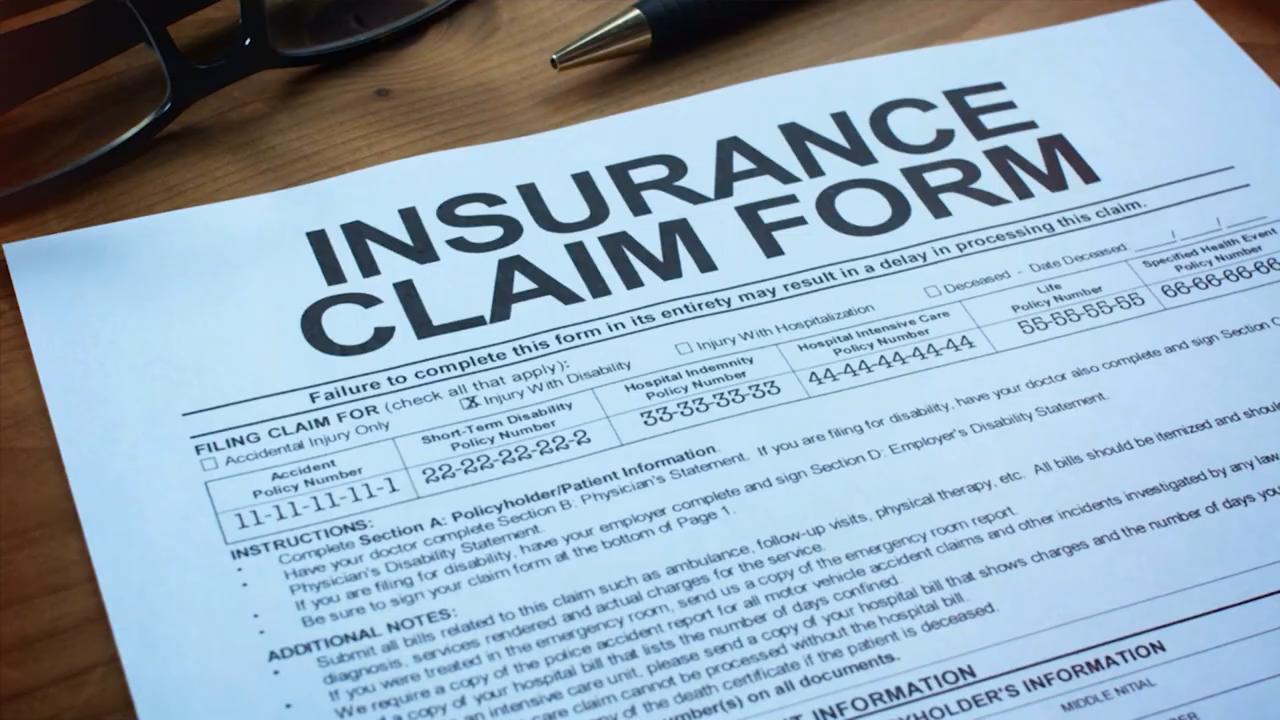 INSURANCE
CLAIM FORM
Failure to complete this form in its entirety may result in a delay in processing this claim.
FILING CLAIM FOR (check all that apply):
Accidental Injury Only X Injury With Disability Injury With Hospitalization Deceased - Date Deceased / /
Accident Policy Number Short-Term Disability Policy Number Hospital Indemnity Policy Number Hospital Intensive Care Policy Number Life Policy Number Specified Health Event Policy Number
11-11-11-11-1 22-22-22-22-2 33-33-33-33 44-44-44-44-44 55-55-55-55 66-66-66-66
INSTRUCTIONS:
• Complete Section A: Policyholder/Patient Information.
• Have your doctor complete Section B: Physician's Statement. If you are filing for disability, have your doctor also complete and sign Section C:
Physician's Disability Statement.
• If you are filing for disability, have your employer complete and sign Section D: Employer's Disability Statement.
• Be sure to sign your claim form at the bottom of Page 1.
ADDITIONAL NOTES:
• Submit all bills related to this claim such as ambulance, follow-up visits, physical therapy, etc. All bills should be itemized and should
diagnosis, services rendered and actual charges for the service.
If you were treated in the emergency room, send us a copy of the emergency room report.
We require a copy of the police accident report for all motor vehicle accident claims and other incidents investigated by any law
a copy of your hospital bill that lists the number of days confined.
an intensive care unit, please send a copy of your hospital bill that shows charges and the number of days you
care claim cannot be processed without the hospital bill.
copy of the death certificate if the patient is deceased.
number(s) on all documents.
INFORMATION
HOLDER'S INFORMATION
MIDDLE INITIAL